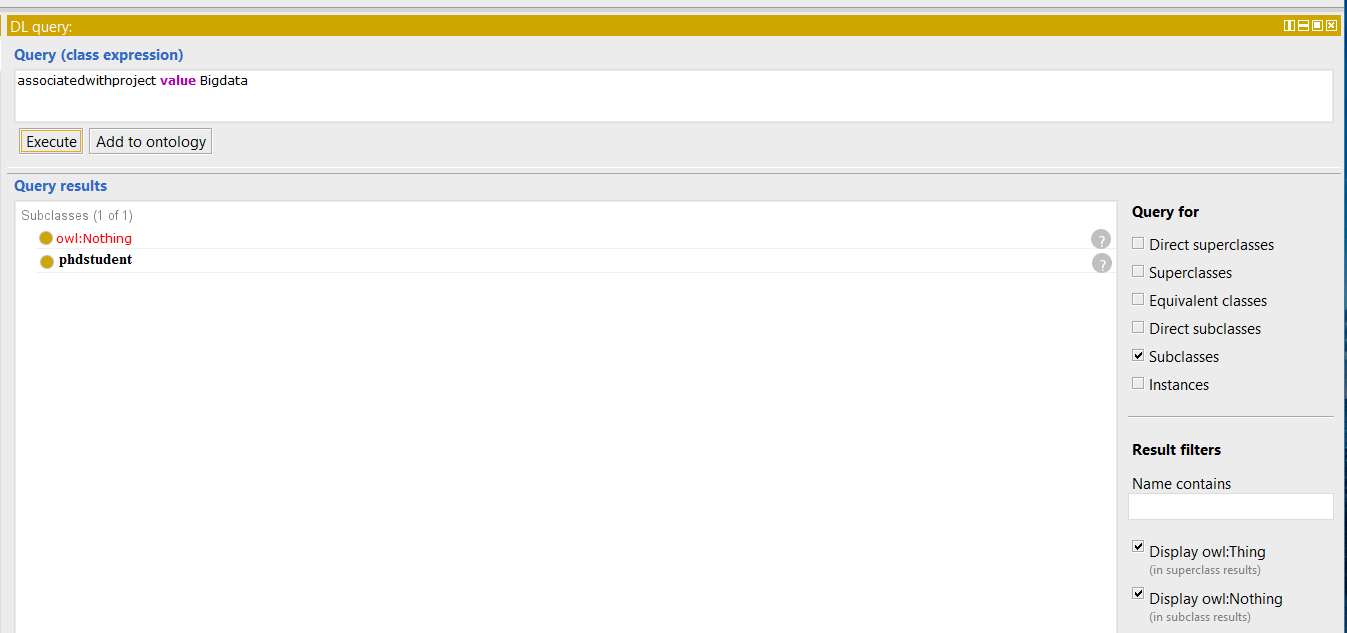 DL query:
Query (class expression)
associatedwithproject value Bigdata
Execute
Add to ontology
Query results
Subclasses (1 of 1)
owl:Nothing
?
phdstudent
?
Query for
Direct superclasses
Superclasses
Equivalent classes
Direct subclasses
Subclasses
Instances
Result filters
Name contains
Display owl:Thing
(in superclass results)
Display owl:Nothing
(in subclass results)